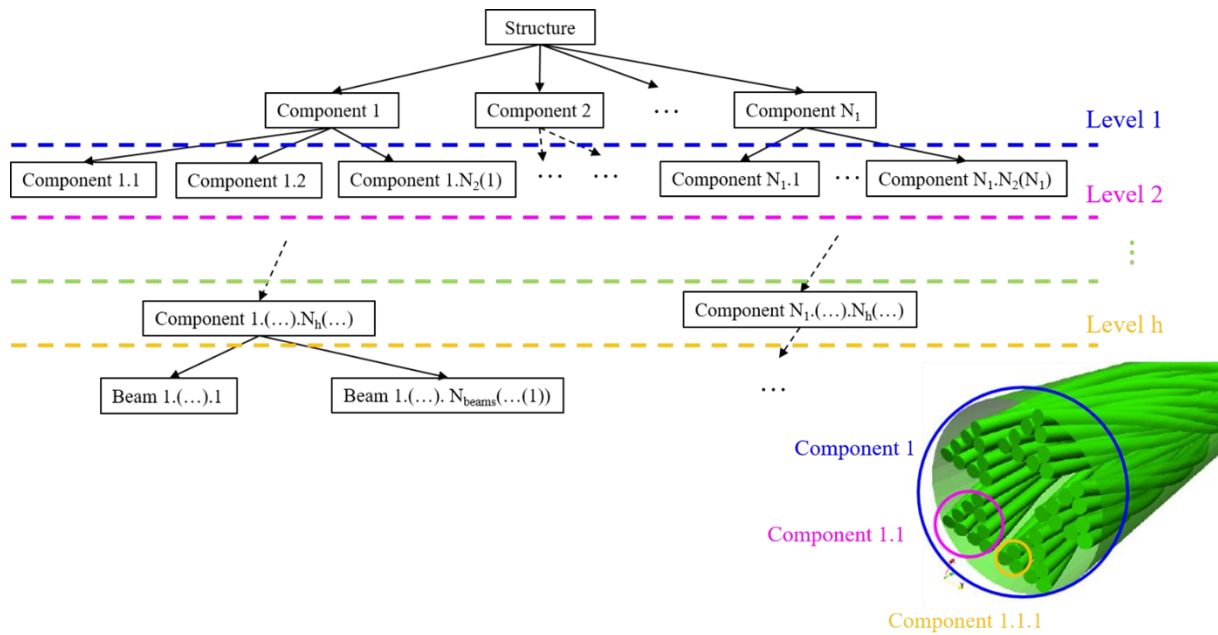 Structure
Component 1
Component 2
...
Component N₁
Level 1
Component 1.1
Component 1.2
Component 1.N₂(1)
...
...
Component N₁.1
...
Component N₁.N₂(N₁)
Level 2
⋮
Component 1.(…).Nₕ(…)
Component N₁.(…).Nₕ(…)
Level h
Beam 1.(…).1
Beam 1.(…). N_beams(…(1))
...
Component 1
Component 1.1
Component 1.1.1